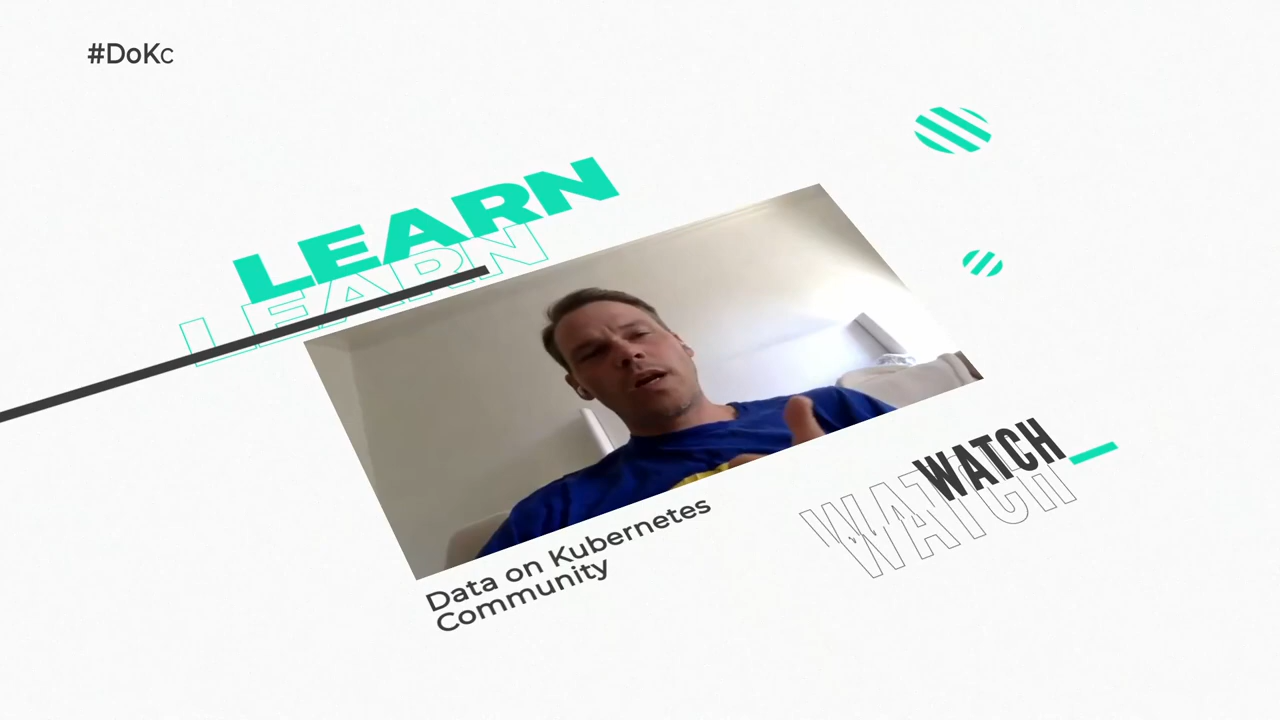 #DoKc
LEARN
LEARN
Data on Kubernetes
Community
WATCH
WATCH